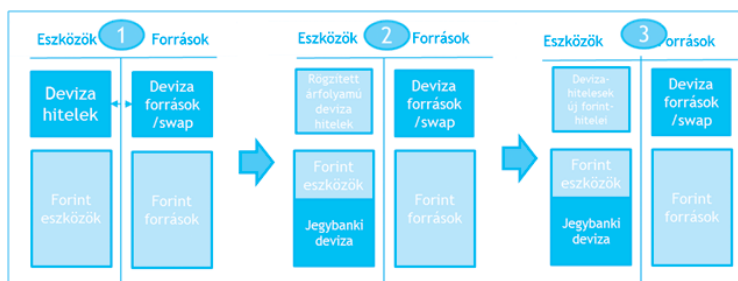 Eszközök 1 Források
Deviza
hitelek
Deviza
források
/swap
Forint
eszközök
Forint
források
Eszközök 2 Források
Rögzített
árfolyamú
deviza
hitelek
Deviza
források
/swap
Forint
eszközök
Jegybanki
deviza
Forint
források
Eszközök 3 orrások
Deviza-
hitelesek
új forint-
hitelei
Deviza
források
/swap
Forint
eszközök
Jegybanki
deviza
Forint
források